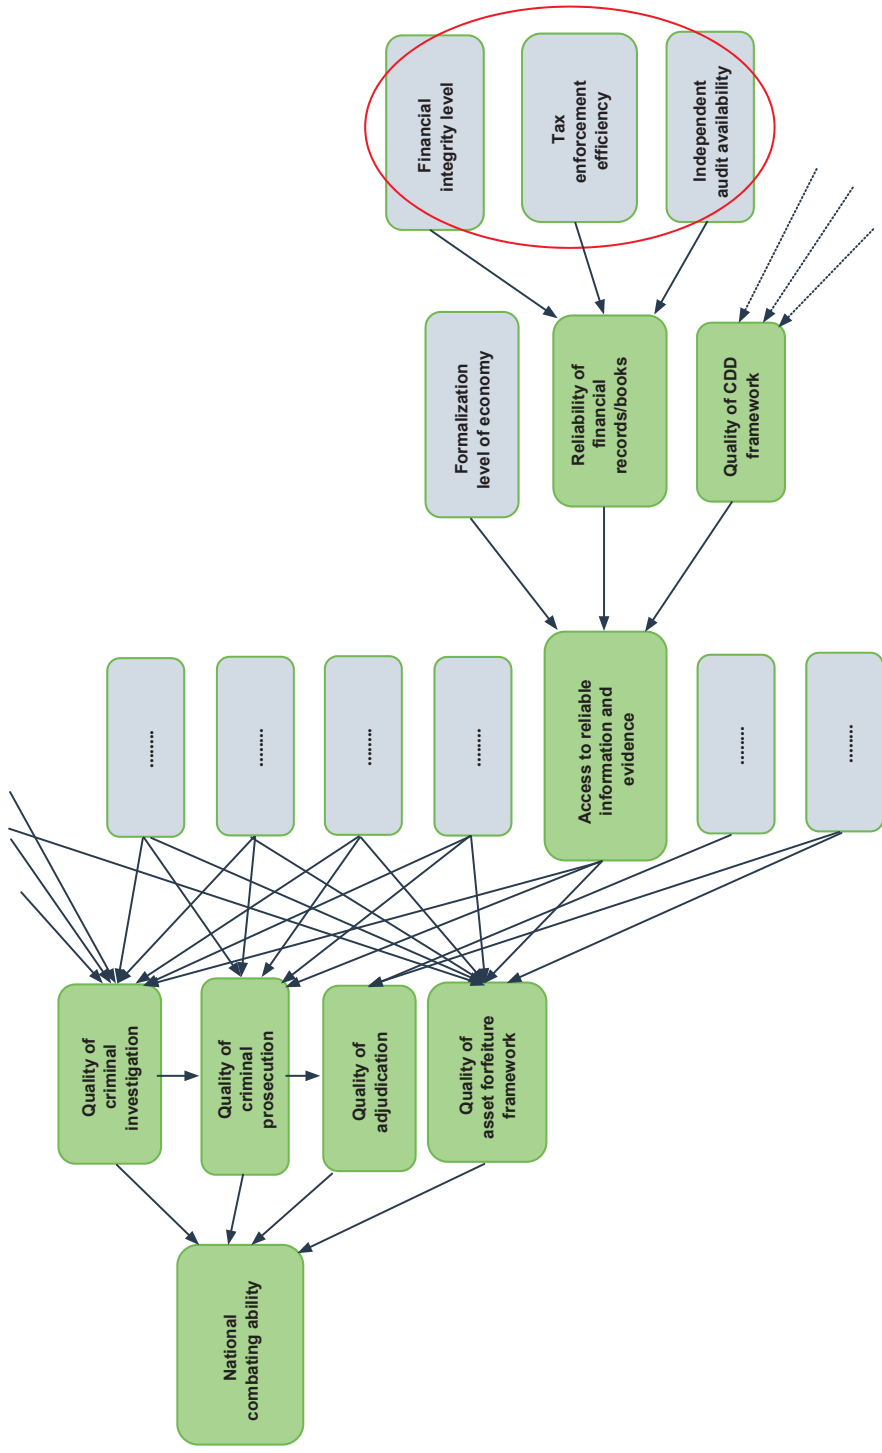 National
combating ability
Quality of
criminal
investigation
Quality of
criminal
prosecution
Quality of
adjudication
Quality of
asset forfeiture
framework
........
........
........
........
Access to reliable
information and
evidence
........
........
Formalization
level of economy
Reliability of
financial
records/books
Quality of CDD
framework
Financial
integrity level
Tax
enforcement
efficiency
Independent
audit availability